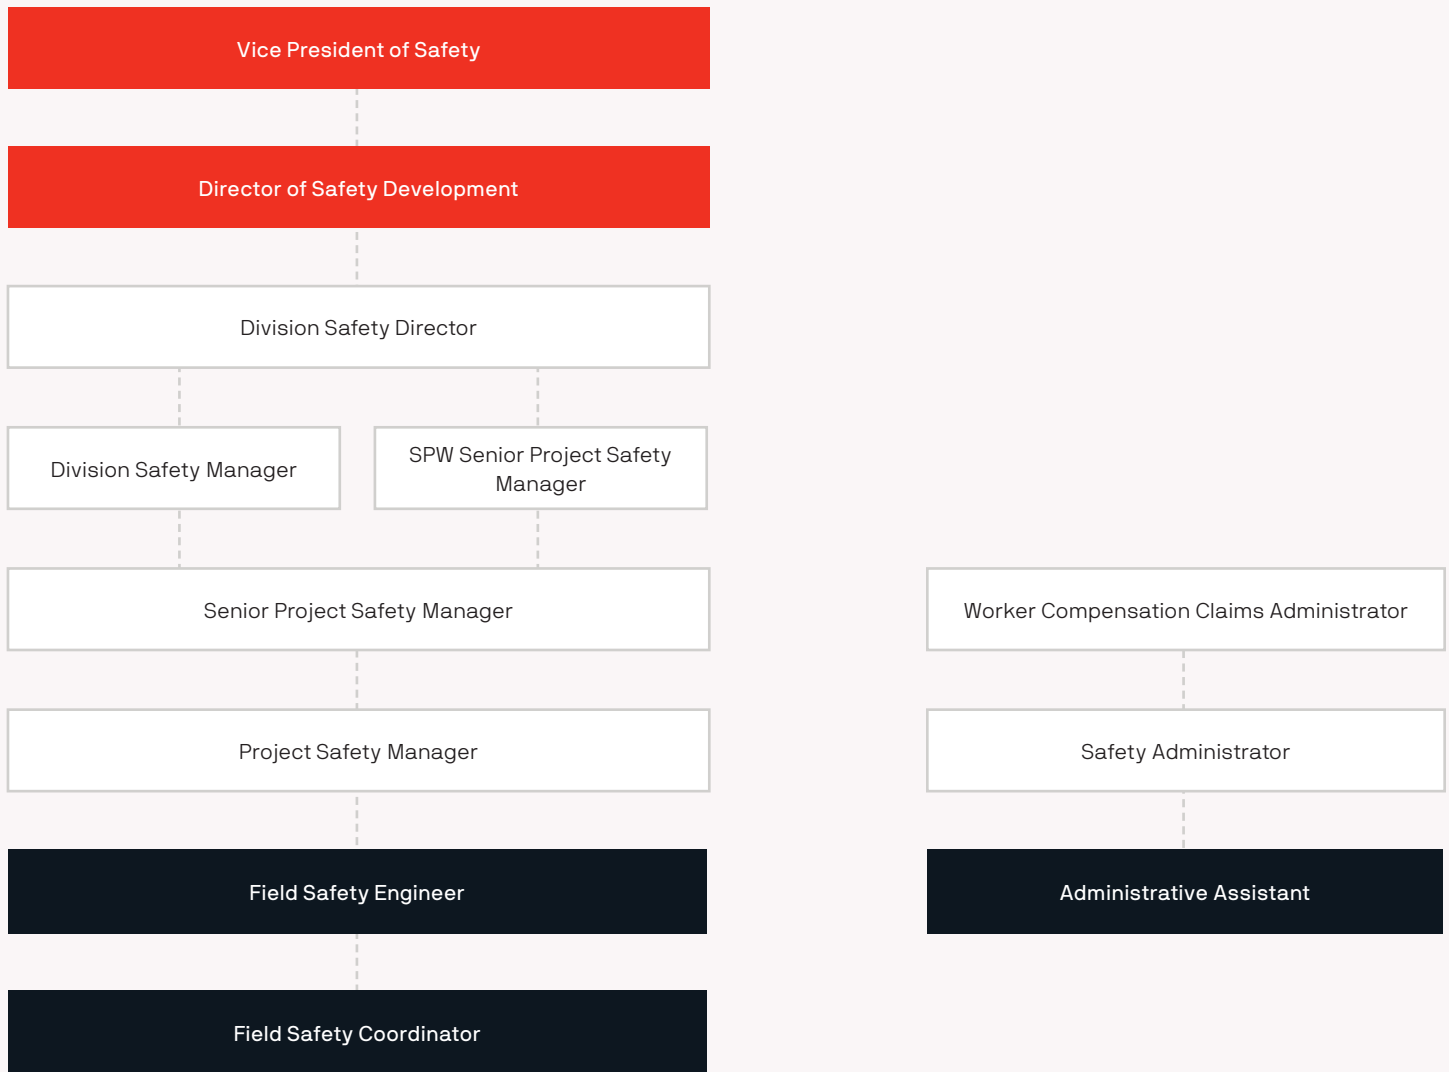 Vice President of Safety
Director of Safety Development
Division Safety Director
Division Safety Manager
SPW Senior Project Safety
Manager
Senior Project Safety Manager
Worker Compensation Claims Administrator
Project Safety Manager
Safety Administrator
Field Safety Engineer
Administrative Assistant
Field Safety Coordinator